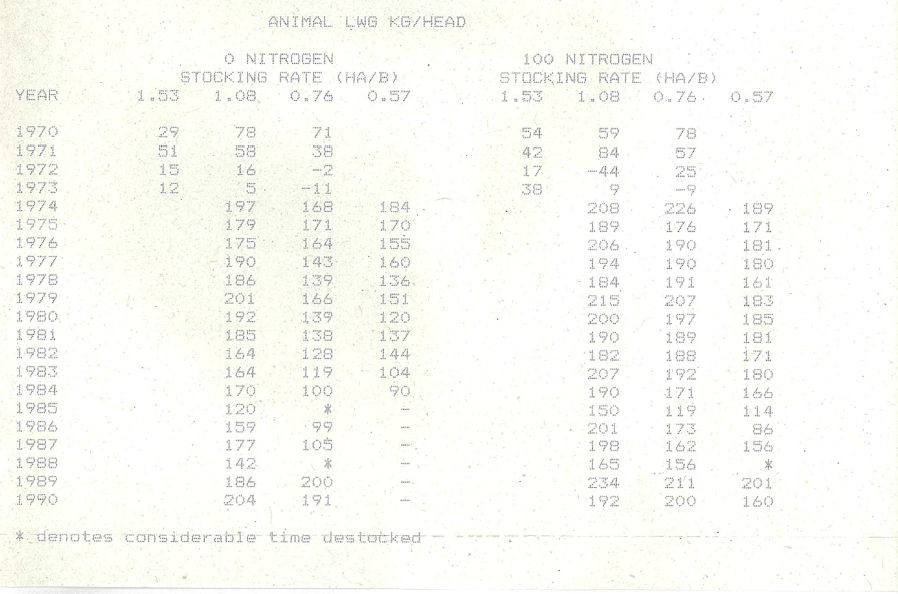 ANIMAL LWG KG/HEAD
0 NITROGEN 100 NITROGEN
STOCKING RATE (HA/B) STOCKING RATE (HA/B)
YEAR 1.53 1.08 0.76 0.57 1.53 1.08 0.76 0.57
1970 29 78 71 54 59 78
1971 51 58 38 42 84 57
1972 15 16 -2 17 -44 25
1973 12 5 -11 38 9 -9
1974 197 168 184 208 226 189
1975 179 171 170 189 176 171
1976 175 164 155 206 190 181
1977 190 143 160 194 190 180
1978 186 139 136 184 191 161
1979 201 166 151 215 207 183
1980 192 139 120 200 197 185
1981 185 138 137 190 189 181
1982 164 128 144 182 188 171
1983 164 119 104 207 192 180
1984 170 100 90 190 171 166
1985 120 * - 150 119 114
1986 159 99 - 201 173 86
1987 177 105 - 198 162 156
1988 142 * - 165 156 *
1989 186 200 - 234 211 201
1990 204 191 - 192 200 160
* denotes considerable time destocked